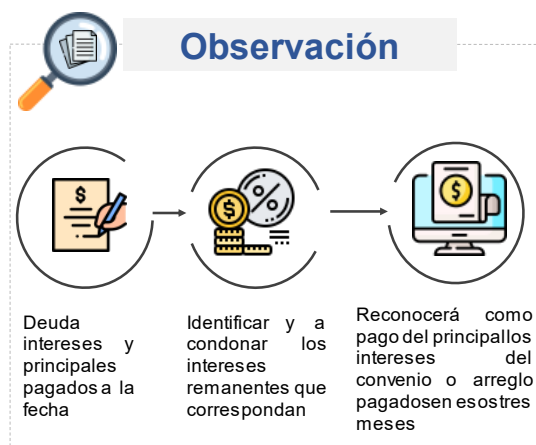 Observación
Deuda
intereses y
principales
pagados a la
fecha
Identificar y a
condonar los
intereses
remanentes que
correspondan
Reconocerá como
pago del principal los
intereses del
convenio o arreglo
pagados en esos tres
meses